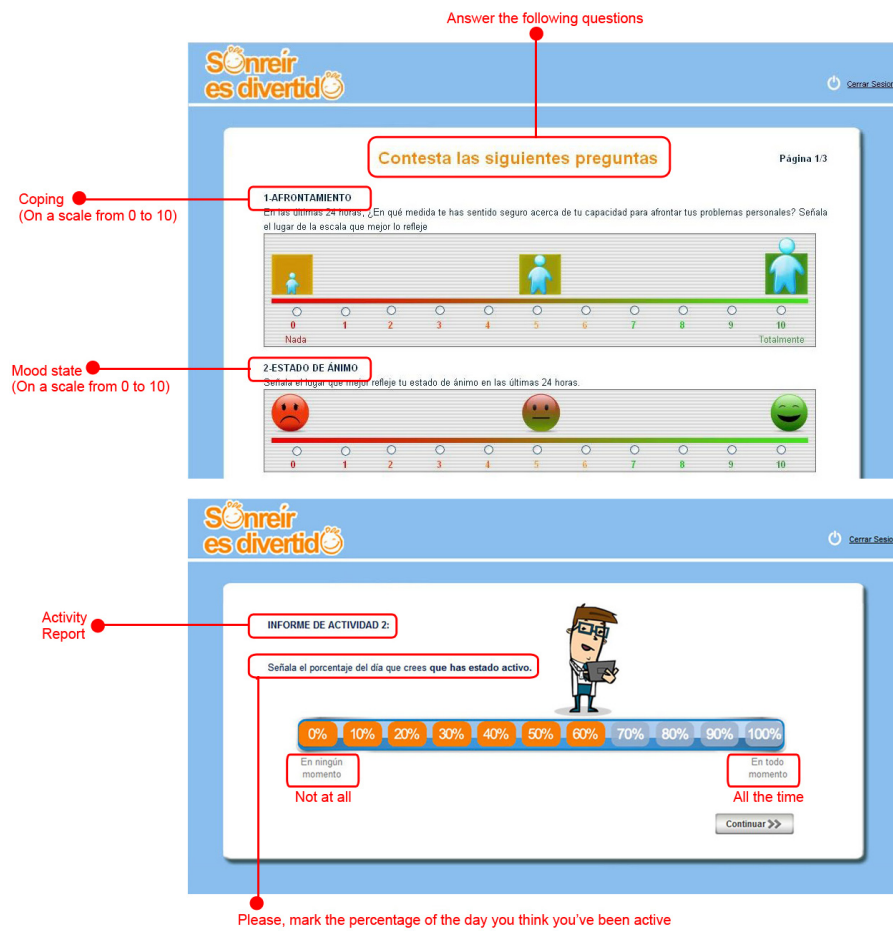 Answer the following questions
Sonreír
es divertido
Cerrar Sesion
Contesta las siguientes preguntas
Página 1/3
Coping
(On a scale from 0 to 10)
1-AFRONTAMIENTO
En las últimas 24 horas, ¿En qué medida te has sentido seguro acerca de tu capacidad para afrontar tus problemas personales? Señala
el lugar de la escala que mejor lo refleje
0 1 2 3 4 5 6 7 8 9 10
Nada Totalmente
Mood state
(On a scale from 0 to 10)
2-ESTADO DE ÁNIMO
Señala el lugar que mejor refleje tu estado de ánimo en las últimas 24 horas.
0 1 2 3 4 5 6 7 8 9 10
Sonreír
es divertido
Cerrar Sesion
Activity
Report
INFORME DE ACTIVIDAD 2:
Señala el porcentaje del día que crees que has estado activo.
0% 10% 20% 30% 40% 50% 60% 70% 80% 90% 100%
En ningún
momento
En todo
momento
Not at all
All the time
Continuar >>
Please, mark the percentage of the day you think you've been active